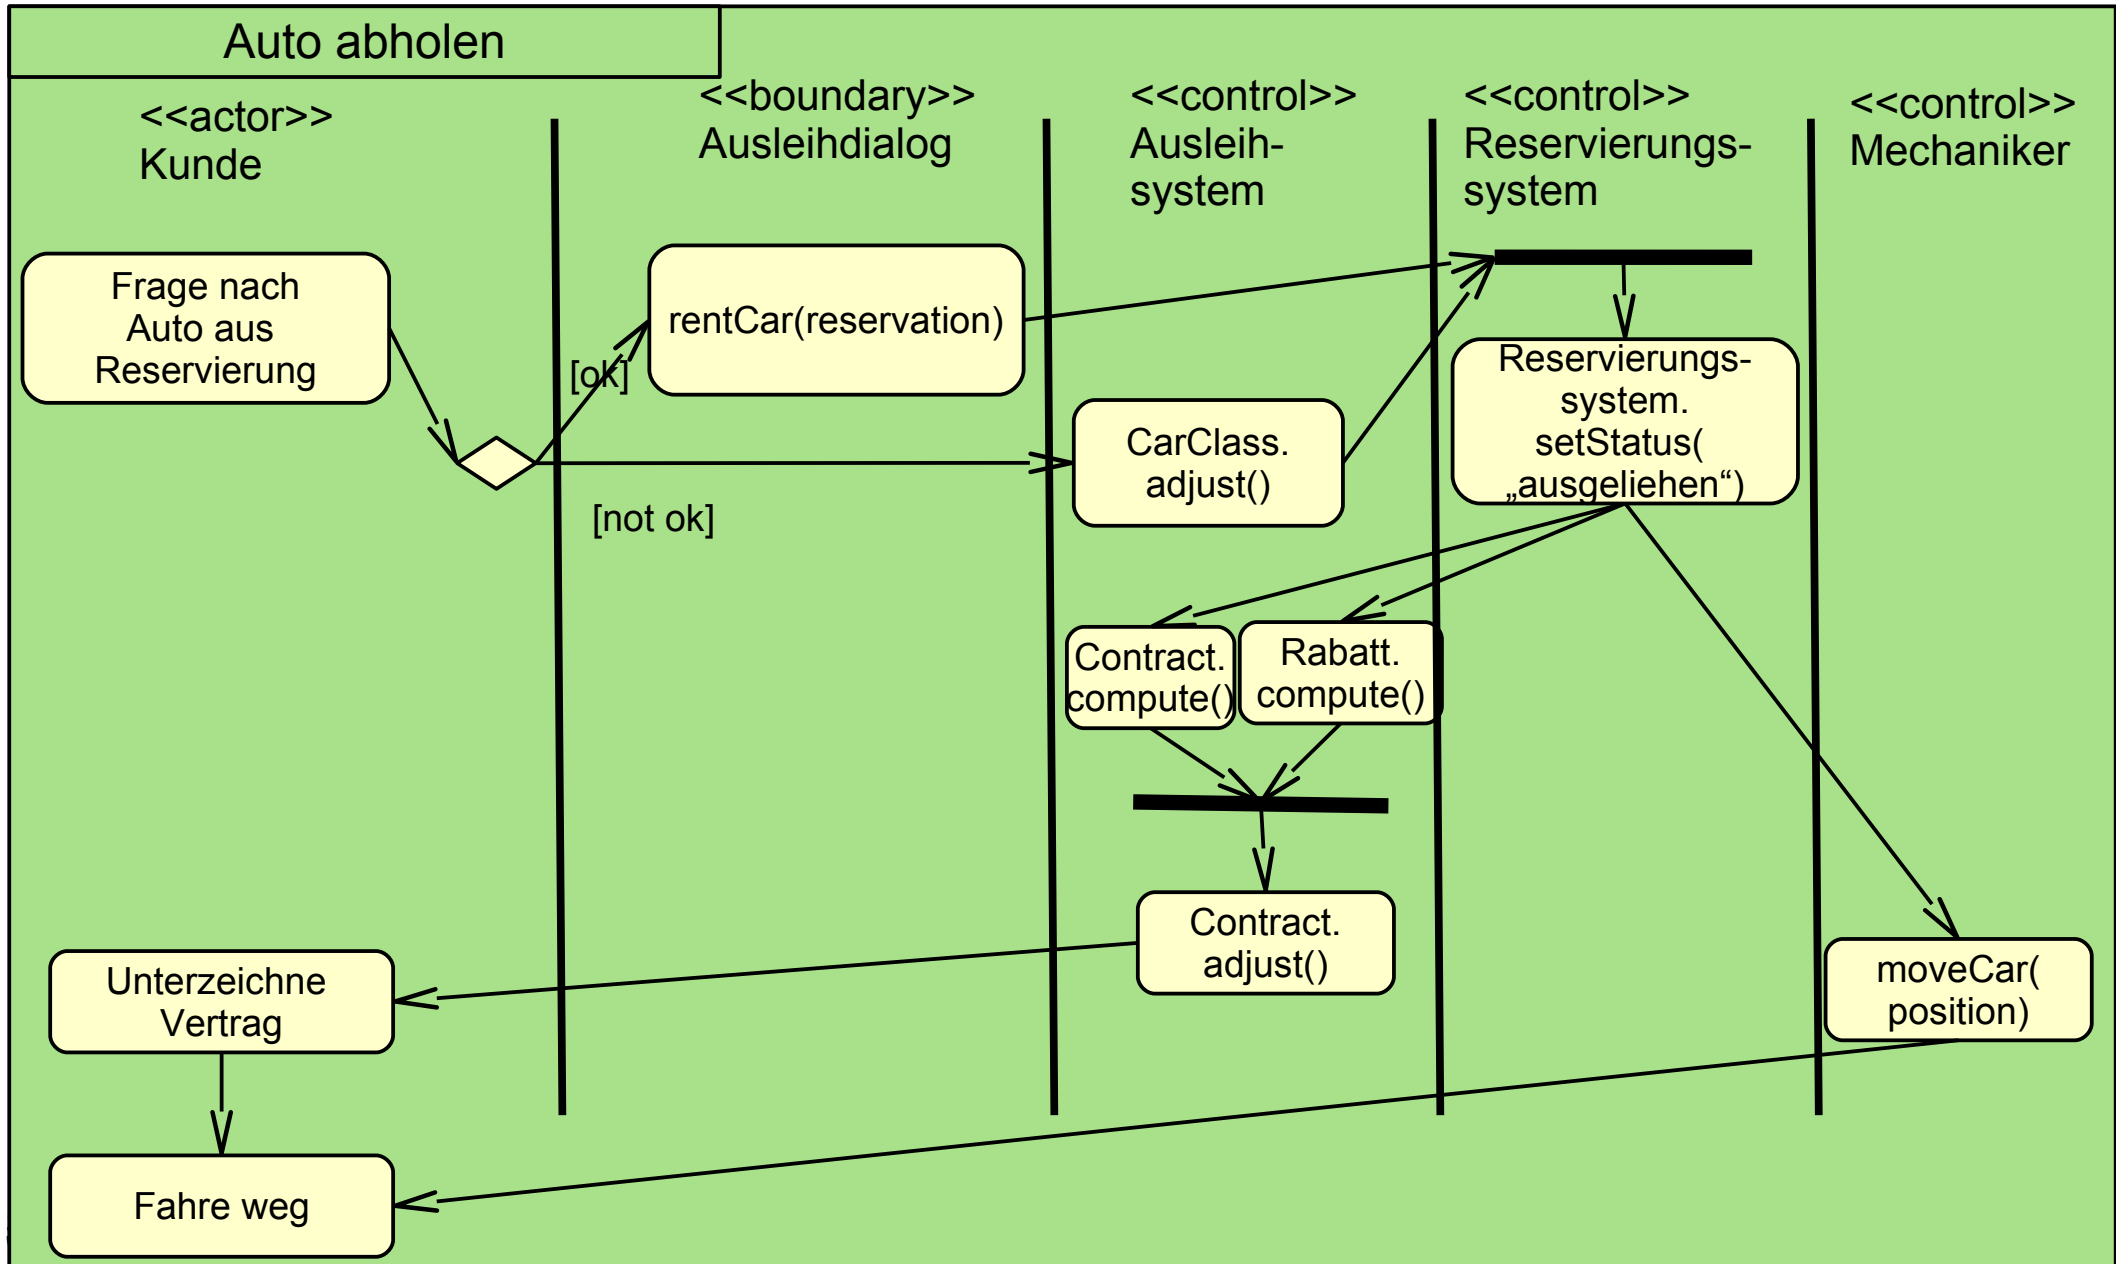 Auto abholen
<<actor>>
Kunde
<<boundary>>
Ausleihdialog
<<control>>
Ausleih-
system
<<control>>
Reservierungs-
system
<<control>>
Mechaniker
Frage nach
Auto aus
Reservierung
rentCar(reservation)
[ok]
[not ok]
CarClass.
adjust()
Reservierungs-
system.
setStatus(
„ausgeliehen“)
Contract.
compute()
Rabatt.
compute()
Contract.
adjust()
Unterzeichne
Vertrag
moveCar(
position)
Fahre weg